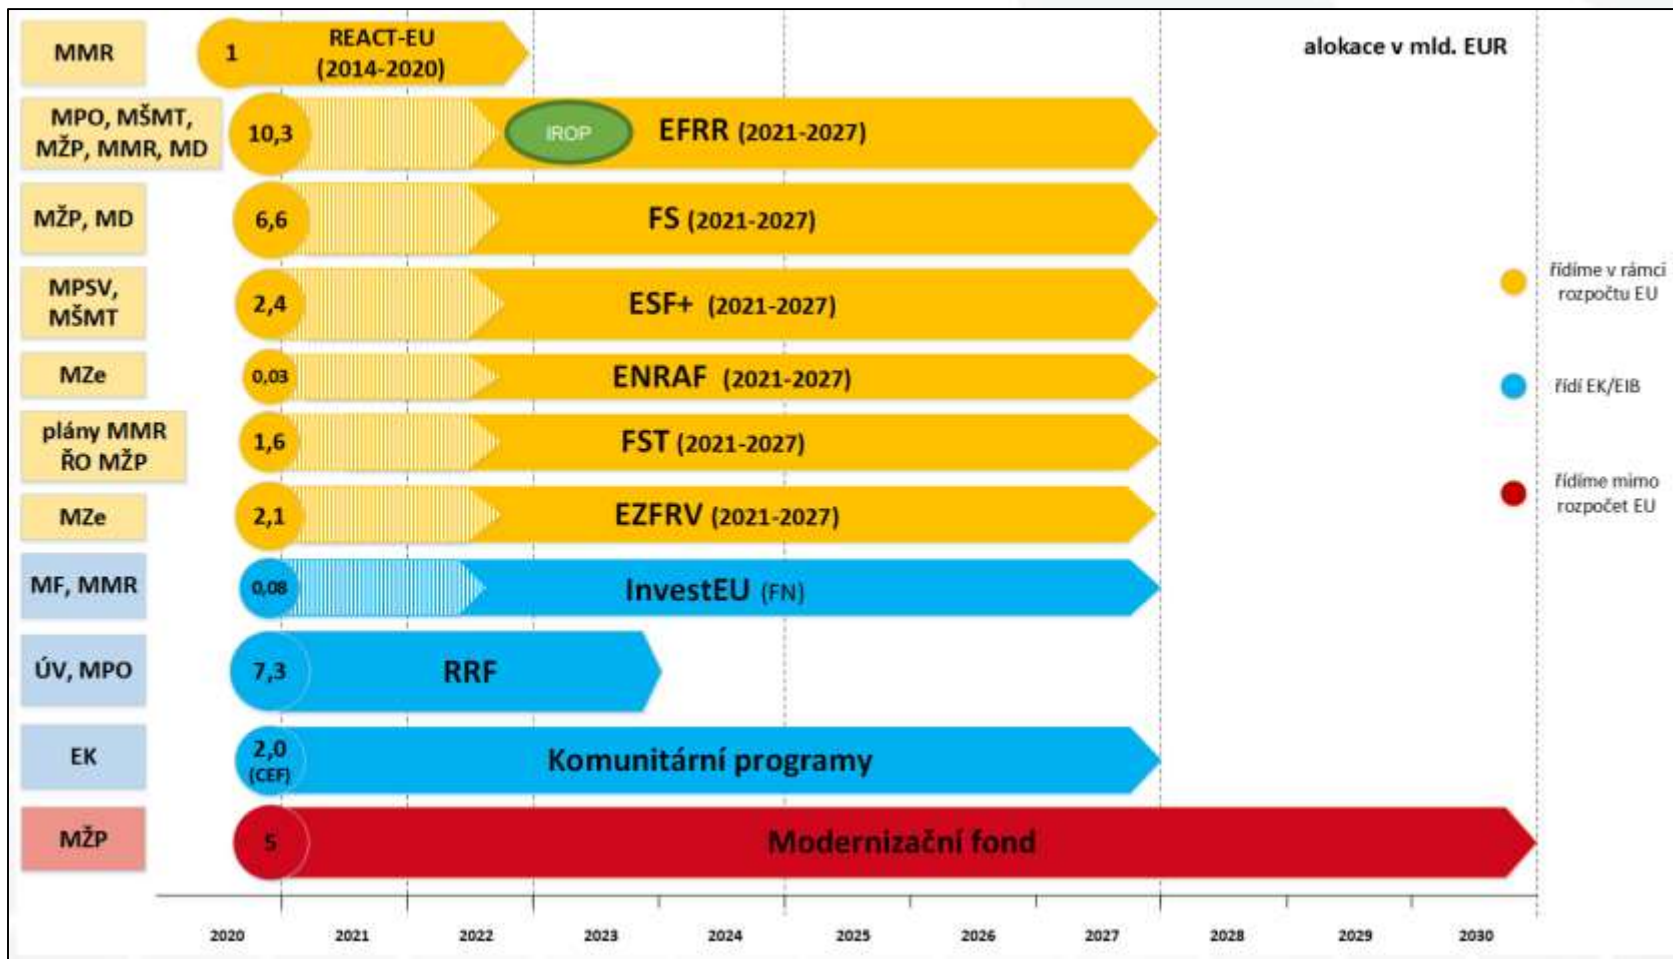 alokace v mld. EUR
MMR
1
REACT-EU
(2014-2020)
MPO, MŠMT,
MŽP, MMR, MD
10,3
IROP
EFRR (2021-2027)
MŽP, MD
6,6
FS (2021-2027)
MPSV,
MŠMT
2,4
ESF+ (2021-2027)
MZe
0,03
ENRAF (2021-2027)
plány MMR
ŘO MŽP
1,6
FST (2021-2027)
MZe
2,1
EZFRV (2021-2027)
MF, MMR
0,08
InvestEU (FN)
ÚV, MPO
7,3
RRF
EK
2,0
(CEF)
Komunitární programy
MŽP
5
Modernizační fond
řídíme v rámci
rozpočtu EU
řídí EK/EIB
řídíme mimo
rozpočet EU
2020 2021 2022 2023 2024 2025 2026 2027 2028 2029 2030